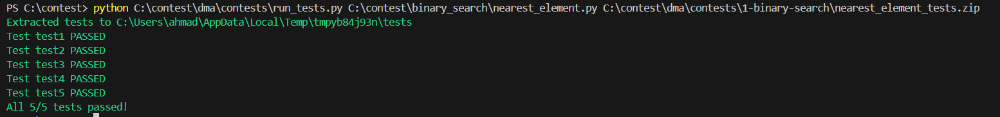 PS C:\contest> python C:\contest\dma\contests\run_tests.py C:\contest\binary_search\nearest_element.py C:\contest\dma\contests\1-binary-search\nearest_element_tests.zip
Extracted tests to C:\Users\ahmad\AppData\Local\Temp\tmpyb84j93n\tests
Test test1 PASSED
Test test2 PASSED
Test test3 PASSED
Test test4 PASSED
Test test5 PASSED
All 5/5 tests passed!